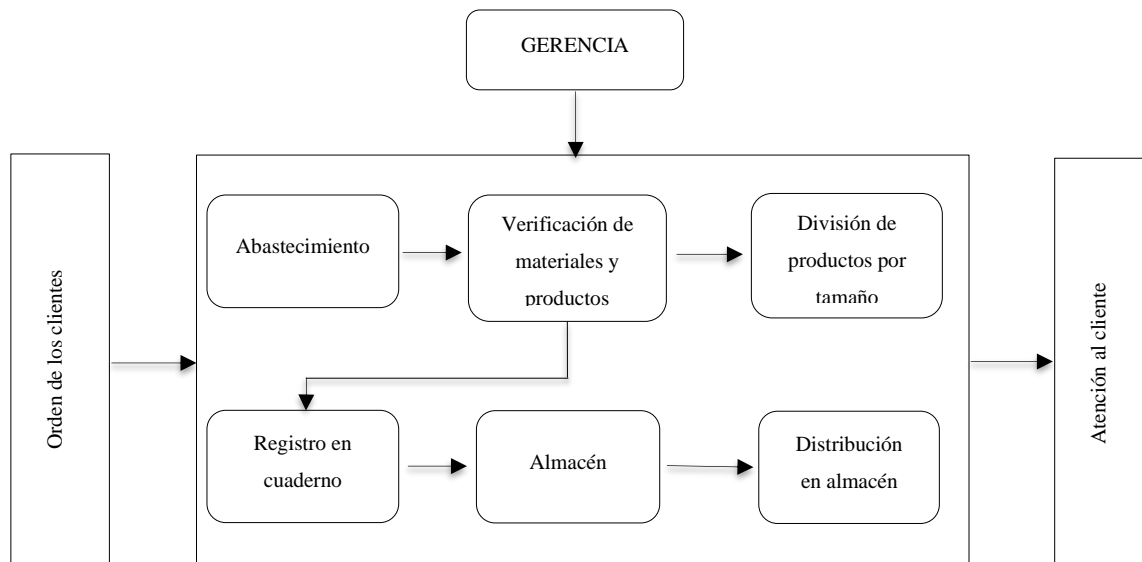 GERENCIA
Orden de los clientes
Abastecimiento
Verificación de
materiales y
productos
División de
productos por
tamaño
Registro en
cuaderno
Almacén
Distribución
en almacén
Atención al cliente